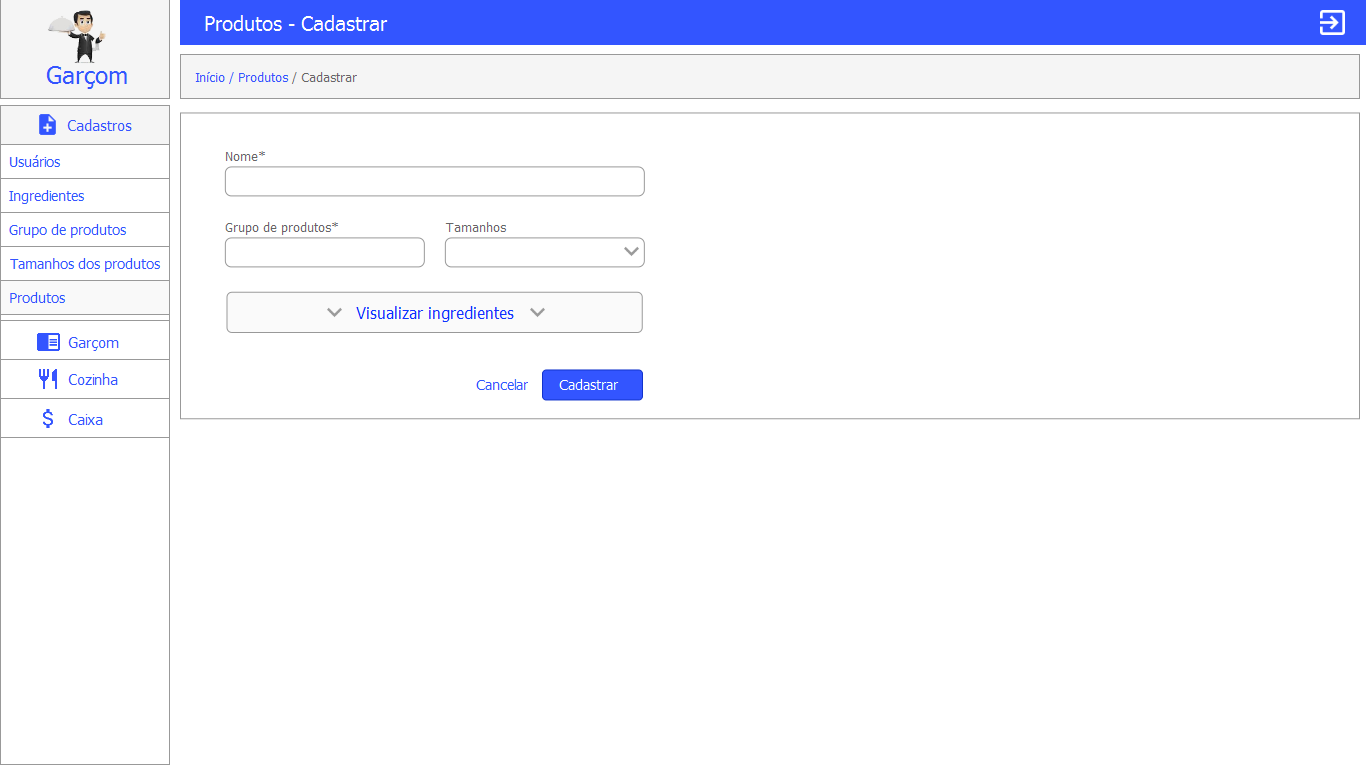 Garçom
Produtos - Cadastrar
Início / Produtos / Cadastrar
Cadastros
Usuários
Ingredientes
Grupo de produtos
Tamanhos dos produtos
Produtos
Garçom
Cozinha
Caixa
Nome*
Grupo de produtos* Tamanhos
Visualizar ingredientes
Cancelar Cadastrar